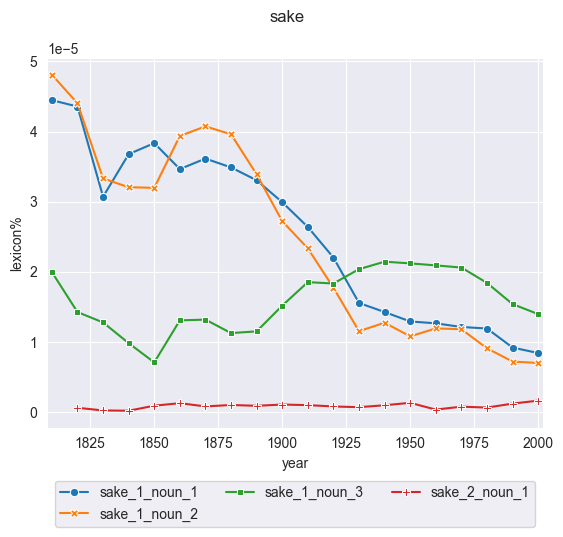 sake
1e−5
5
4
3
2
1
0
lexicon%
1825 1850 1875 1900 1925 1950 1975 2000
year
sake_1_noun_1 sake_1_noun_3 sake_2_noun_1
sake_1_noun_2